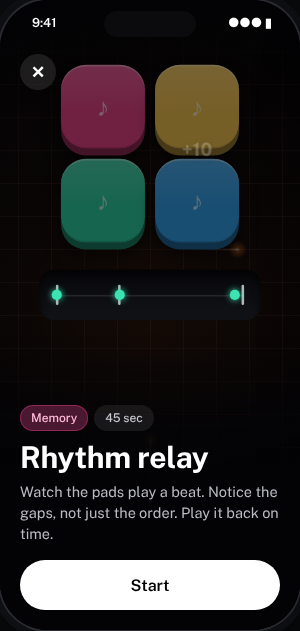 9:41
+10
Memory
45 sec
Rhythm relay
Watch the pads play a beat. Notice the
gaps, not just the order. Play it back on
time.
Start